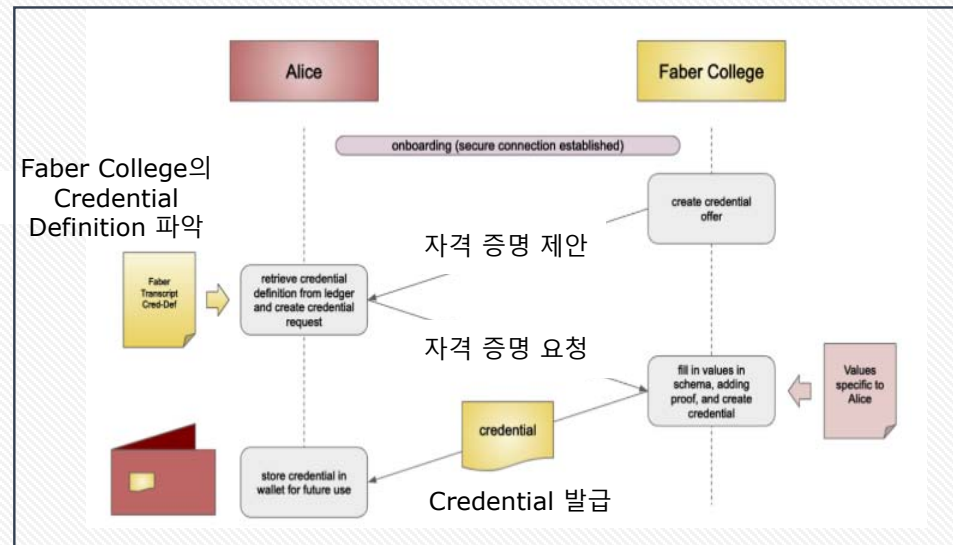 Alice
Faber College
onboarding (secure connection established)
Faber College의
Credential
Definition 파악
create credential
offer
자격 증명 제안
Faber
Transcript
Cred-Def
retrieve credential
definition from ledger
and create credential
request
자격 증명 요청
fill in values in
schema, adding
proof, and create
credential
Values
specific to
Alice
credential
store credential in
wallet for future use
Credential 발급